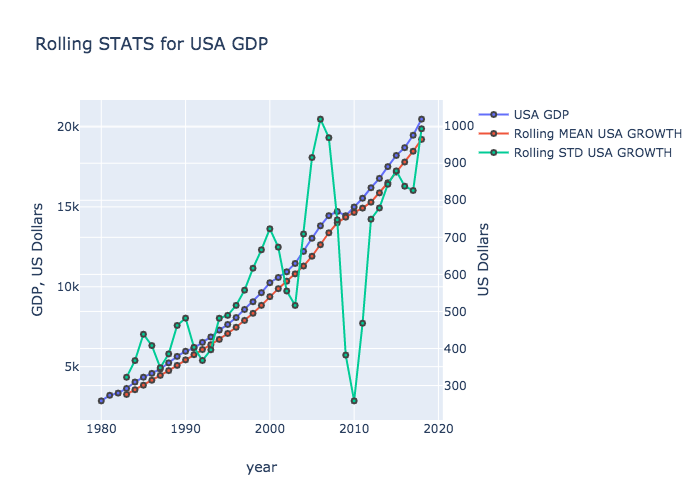 Rolling STATS for USA GDP
USA GDP
Rolling MEAN USA GROWTH
Rolling STD USA GROWTH
20k
15k
10k
5k
GDP, US Dollars
1000
900
800
700
600
500
400
300
US Dollars
1980
1990
2000
2010
2020
year